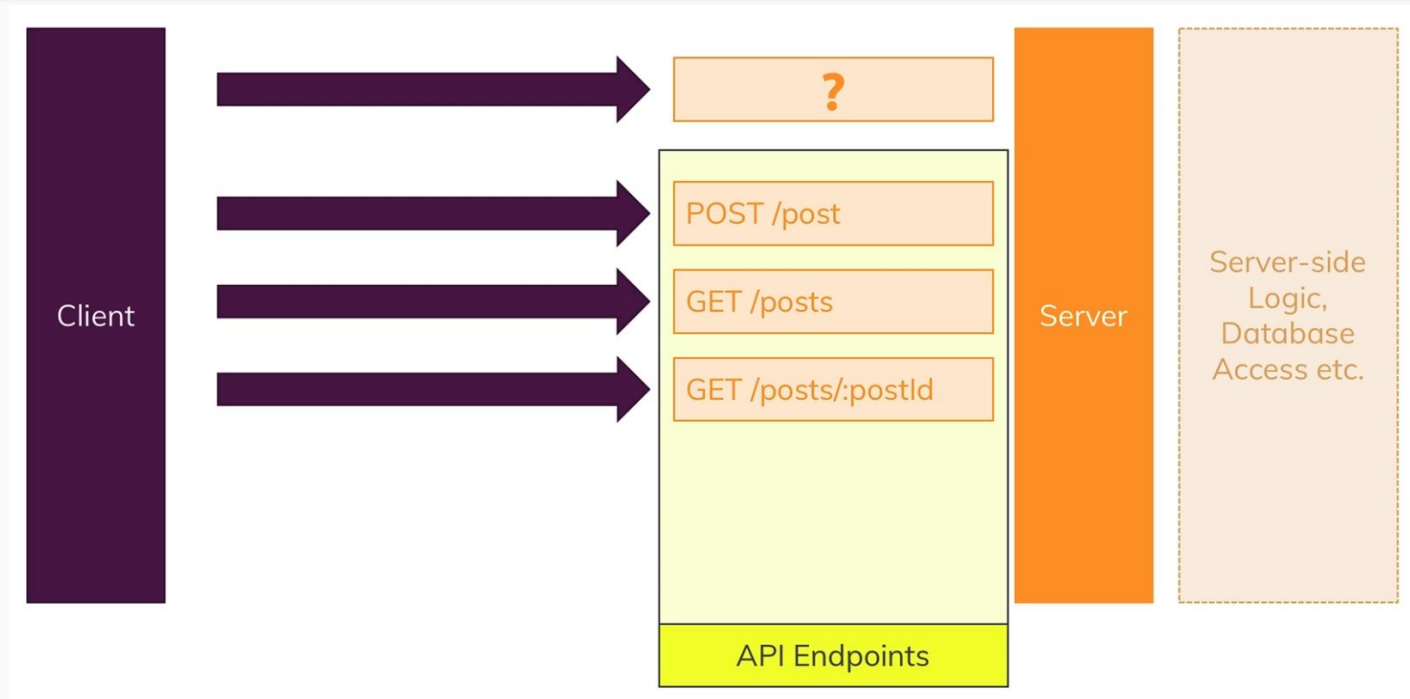 ?
POST /post
GET /posts
GET /posts/:postId
Client
Server
Server-side
Logic,
Database
Access etc.
API Endpoints